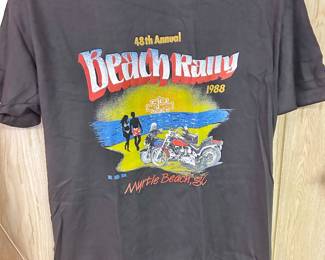 48th Annual
Beach Rally
1988
Myrtle Beach, SC